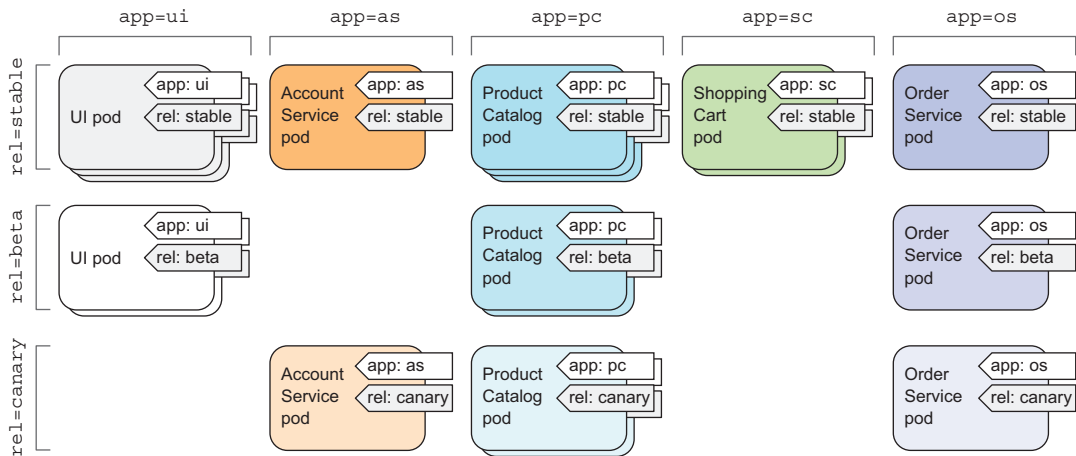 app=ui
app=as
app=pc
app=sc
app=os
rel=stable
UI pod
app: ui
rel: stable
Account
Service
pod
app: as
rel: stable
Product
Catalog
pod
app: pc
rel: stable
Shopping
Cart
pod
app: sc
rel: stable
Order
Service
pod
app: os
rel: stable
rel=beta
UI pod
app: ui
rel: beta
Product
Catalog
pod
app: pc
rel: beta
Order
Service
pod
app: os
rel: beta
rel=canary
Account
Service
pod
app: as
rel: canary
Product
Catalog
pod
app: pc
rel: canary
Order
Service
pod
app: os
rel: canary